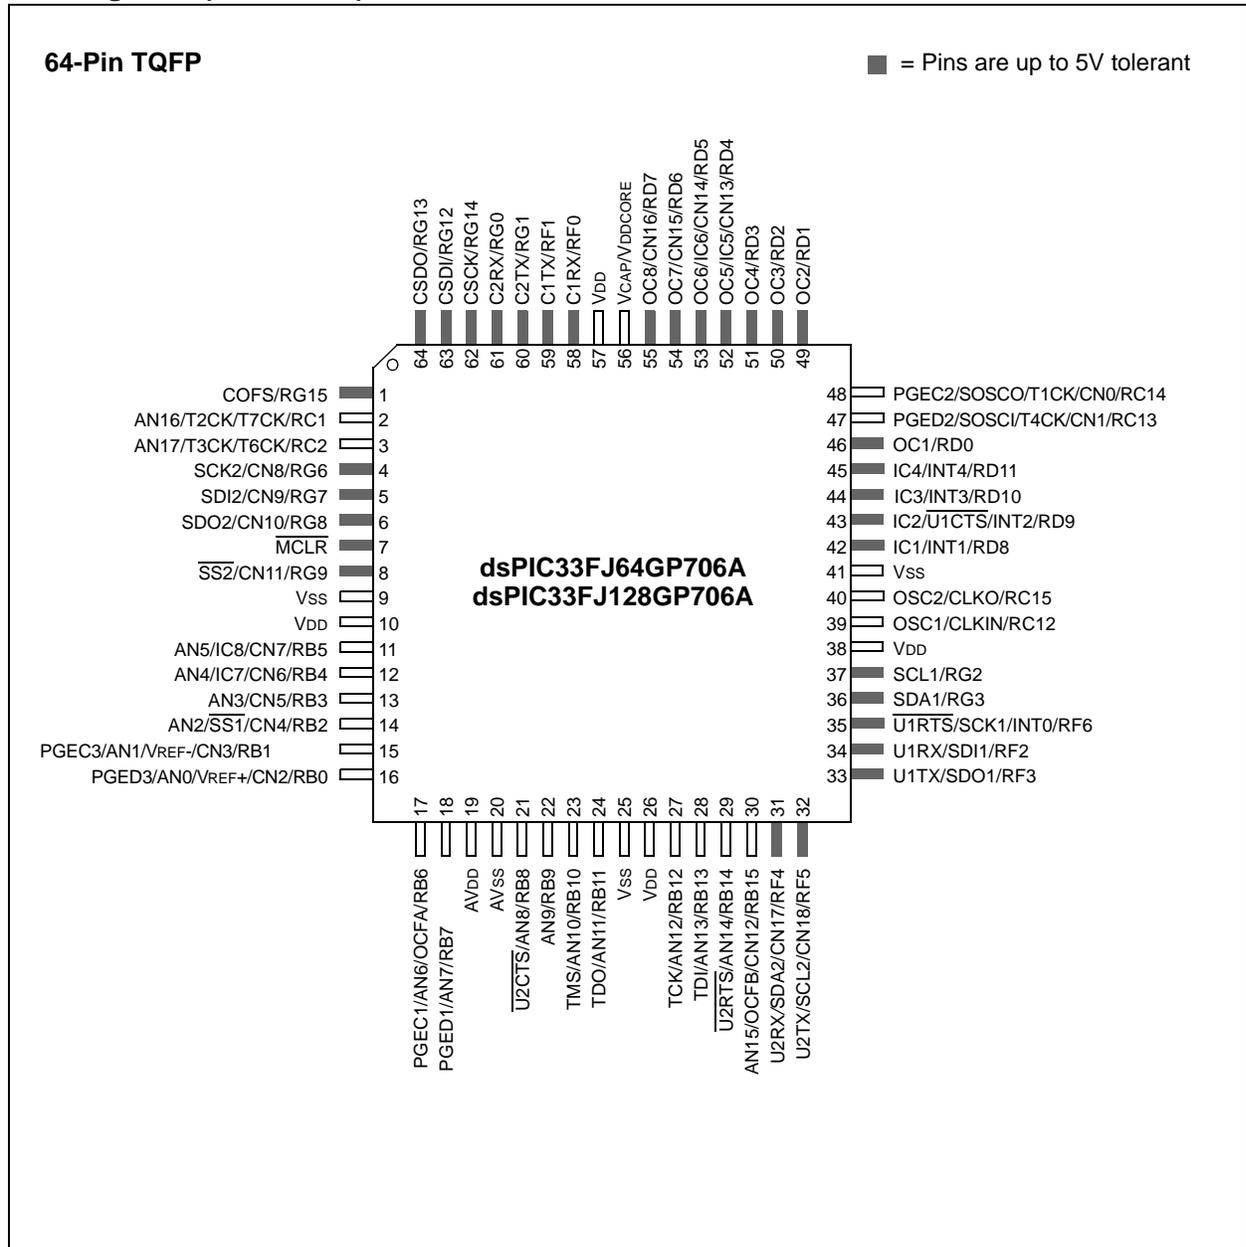 64-Pin TQFP
= Pins are up to 5V tolerant
CSDO/RG13
CSDI/RG12
CSCK/RG14
C2RX/RG0
C2TX/RG1
C1TX/RF1
C1RX/RF0
VDD
VCAP/VDDCORE
OC8/CN16/RD7
OC7/CN15/RD6
OC6/IC6/CN14/RD5
OC5/IC5/CN13/RD4
OC4/RD3
OC3/RD2
OC2/RD1
64 63 62 61 60 59 58 57 56 55 54 53 52 51 50 49
COFS/RG15 1
AN16/T2CK/T7CK/RC1 2
AN17/T3CK/T6CK/RC2 3
SCK2/CN8/RG6 4
SDI2/CN9/RG7 5
SDO2/CN10/RG8 6
MCLR 7
SS2/CN11/RG9 8
VSS 9
VDD 10
AN5/IC8/CN7/RB5 11
AN4/IC7/CN6/RB4 12
AN3/CN5/RB3 13
AN2/SS1/CN4/RB2 14
PGEC3/AN1/VREF-/CN3/RB1 15
PGED3/AN0/VREF+/CN2/RB0 16
dsPIC33FJ64GP706A
dsPIC33FJ128GP706A
48 PGEC2/SOSCO/T1CK/CN0/RC14
47 PGED2/SOSCI/T4CK/CN1/RC13
46 OC1/RD0
45 IC4/INT4/RD11
44 IC3/INT3/RD10
43 IC2/U1CTS/INT2/RD9
42 IC1/INT1/RD8
41 VSS
40 OSC2/CLKO/RC15
39 OSC1/CLKIN/RC12
38 VDD
37 SCL1/RG2
36 SDA1/RG3
35 U1RTS/SCK1/INT0/RF6
34 U1RX/SDI1/RF2
33 U1TX/SDO1/RF3
17 18 19 20 21 22 23 24 25 26 27 28 29 30 31 32
PGEC1/AN6/OCFA/RB6
PGED1/AN7/RB7
AVDD
AVSS
U2CTS/AN8/RB8
AN9/RB9
TMS/AN10/RB10
TDO/AN11/RB11
VSS
VDD
TCK/AN12/RB12
TDI/AN13/RB13
U2RTS/AN14/RB14
AN15/OCFB/CN12/RB15
U2RX/SDA2/CN17/RF4
U2TX/SCL2/CN18/RF5